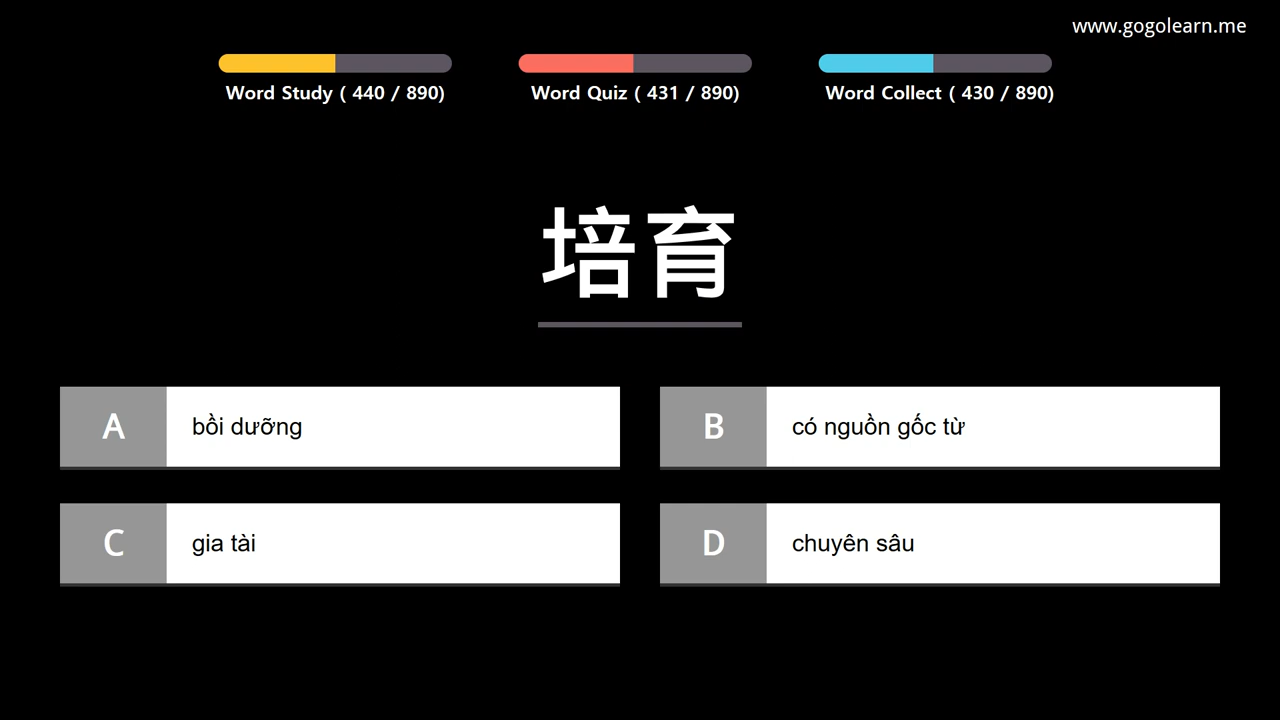 www.gogolearn.me
Word Study ( 440 / 890)
Word Quiz ( 431 / 890)
Word Collect ( 430 / 890)
培育
A bồi dưỡng
B có nguồn gốc từ
C gia tài
D chuyên sâu